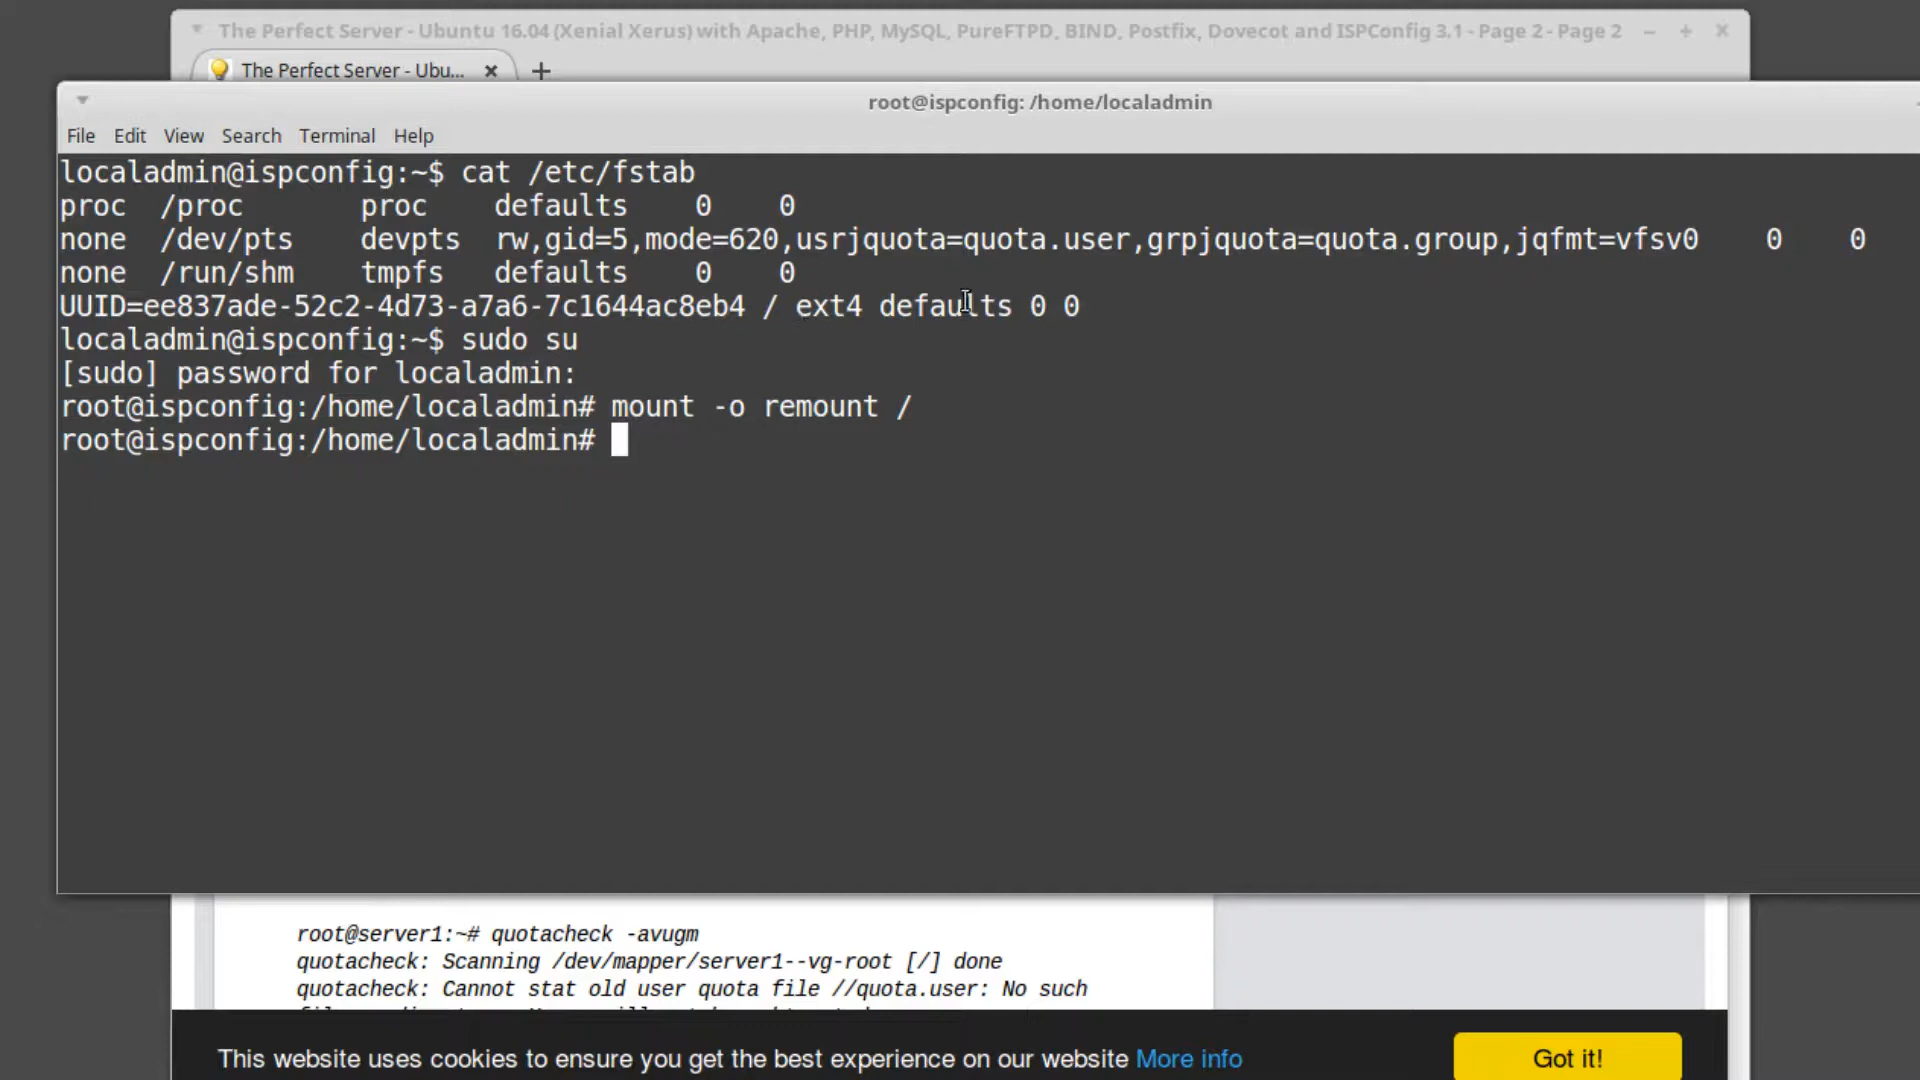 The Perfect Server - Ubuntu 16.04 (Xenial Xerus) with Apache, PHP, MySQL, PureFTPD, BIND, Postfix, Dovecot and ISPConfig 3.1 - Page 2 - Page 2
The Perfect Server - Ubu...
root@ispconfig: /home/localadmin
File Edit View Search Terminal Help
localadmin@ispconfig:~$ cat /etc/fstab
proc /proc proc defaults 0 0
none /dev/pts devpts rw,gid=5,mode=620,usrjquota=quota.user,grpjquota=quota.group,jqfmt=vfsv0 0 0
none /run/shm tmpfs defaults 0 0
UUID=ee837ade-52c2-4d73-a7a6-7c1644ac8eb4 / ext4 defaults 0 0
localadmin@ispconfig:~$ sudo su
[sudo] password for localadmin:
root@ispconfig:/home/localadmin# mount -o remount /
root@ispconfig:/home/localadmin#
root@server1:~# quotacheck -avugm
quotacheck: Scanning /dev/mapper/server1--vg-root [/] done
quotacheck: Cannot stat old user quota file //quota.user: No such
This website uses cookies to ensure you get the best experience on our website More info
Got it!